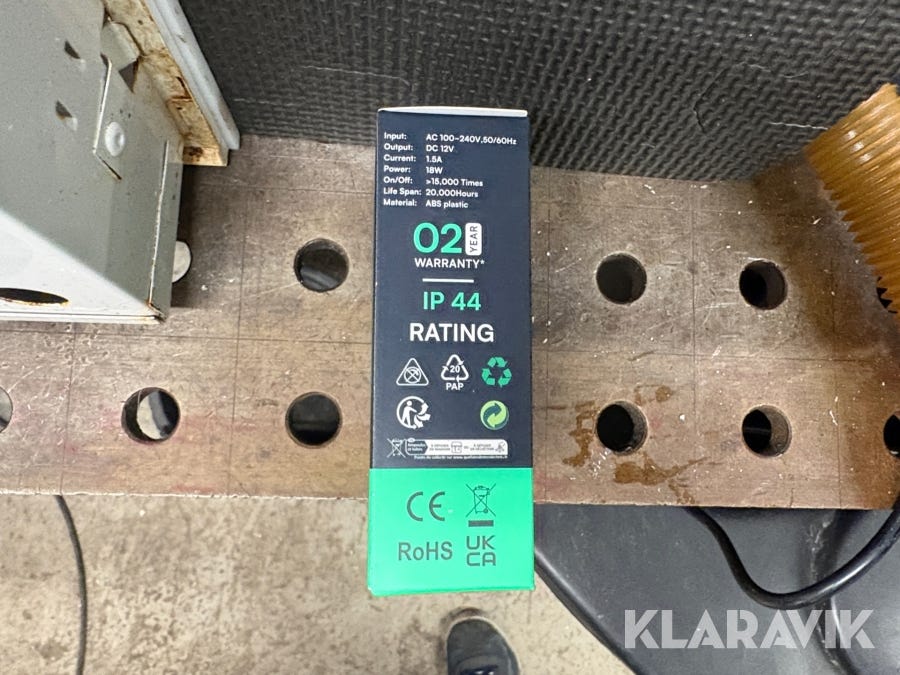 Input: AC 100-240V,50/60Hz
Output: DC 12V
Current: 1.5A
Power: 18W
On/Off: >15.000 Times
Life Span: 20.000Hours
Material: ABS plastic
02 YEAR
WARRANTY*
IP 44
RATING
20
PAP
CE
RoHS UK
CA
KLARAVIK